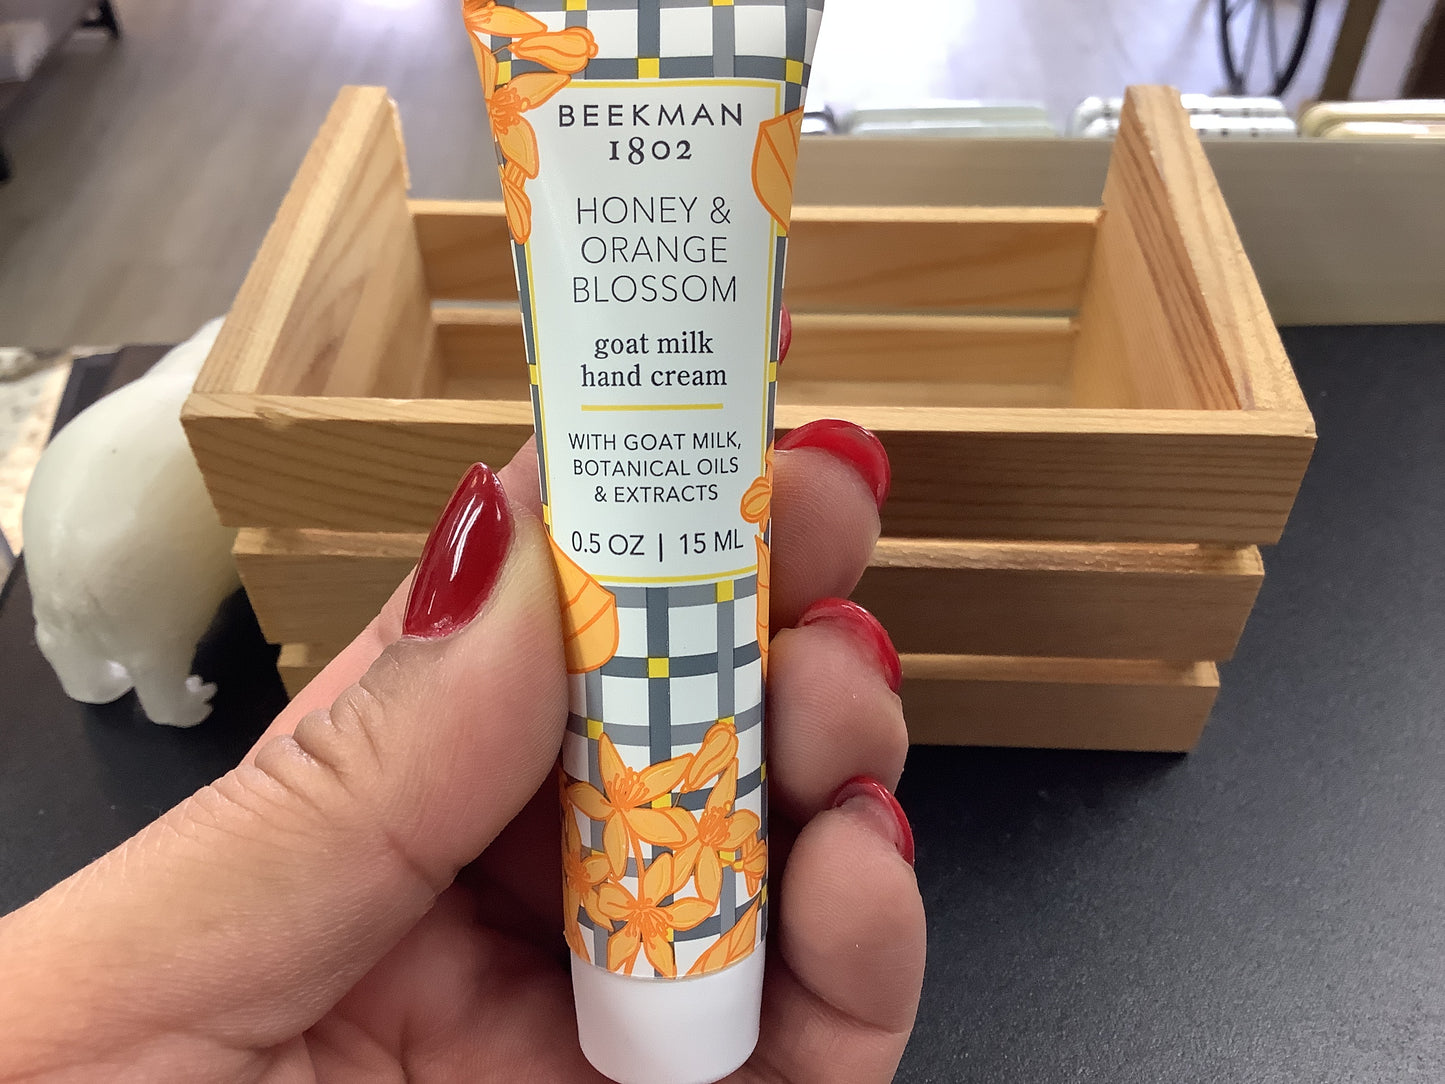 BEEKMAN
1802
HONEY &
ORANGE
BLOSSOM
goat milk
hand cream
WITH GOAT MILK,
BOTANICAL OILS
& EXTRACTS
0.5 OZ | 15 ML